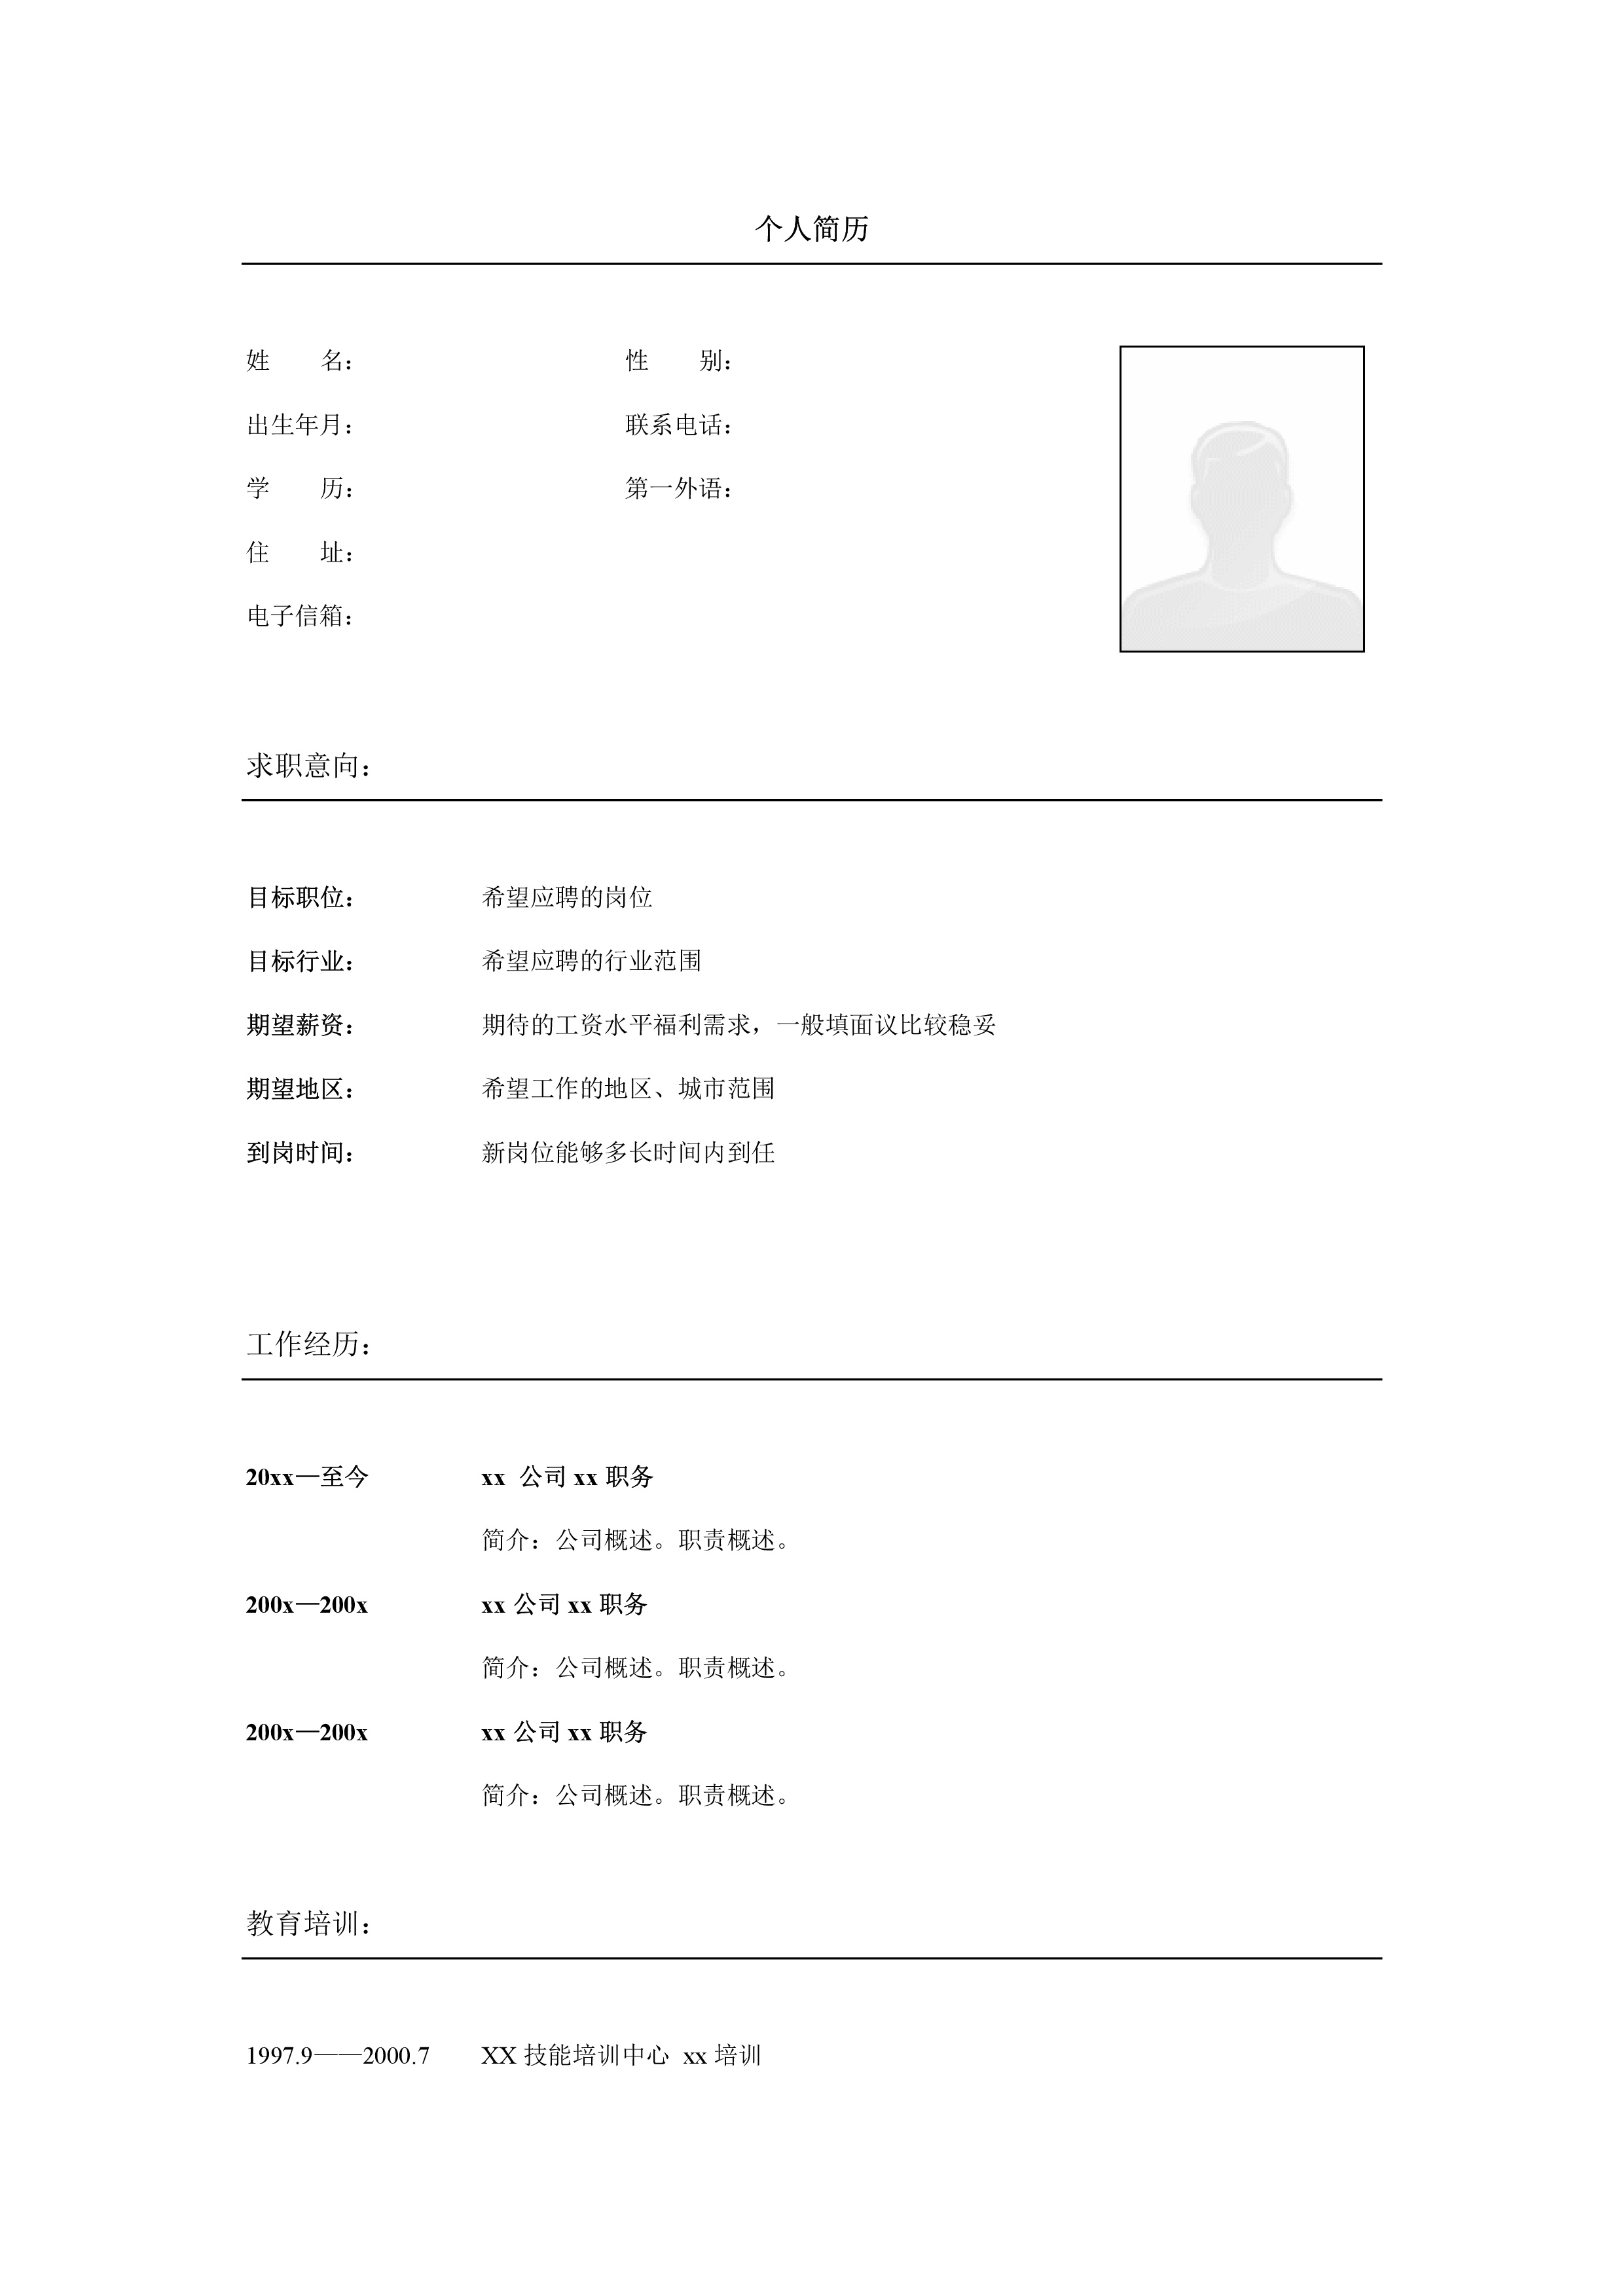 个人简历
姓　　名： 性　　别：
出生年月： 联系电话：
学　　历： 第一外语：
住　　址：
电子信箱：
求职意向：
目标职位： 希望应聘的岗位
目标行业： 希望应聘的行业范围
期望薪资： 期待的工资水平福利需求，一般填面议比较稳妥
期望地区： 希望工作的地区、城市范围
到岗时间： 新岗位能够多长时间内到任
工作经历：
20xx—至今 xx 公司 xx 职务
简介：公司概述。职责概述。
200x—200x xx 公司 xx 职务
简介：公司概述。职责概述。
200x—200x xx 公司 xx 职务
简介：公司概述。职责概述。
教育培训：
1997.9——2000.7 XX 技能培训中心 xx 培训